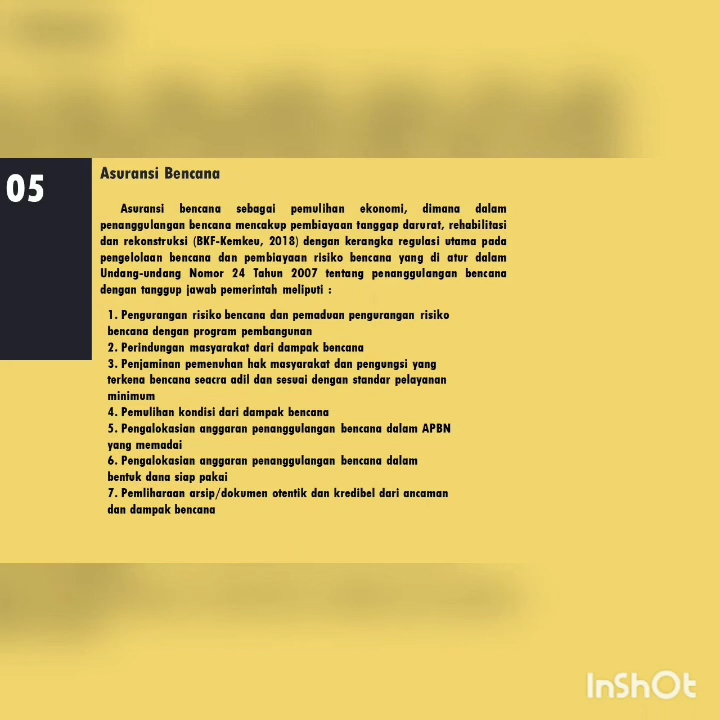 05
Asuransi Bencana
Asuransi bencana sebagai pemulihan ekonomi, dimana dalam
penanggulangan bencana mencakup pembiayaan tanggap darurat, rehabilitasi
dan rekonstruksi (BKF-Kemkeu, 2018) dengan kerangka regulasi utama pada
pengelolaan bencana dan pembiayaan risiko bencana yang di atur dalam
Undang-undang Nomor 24 Tahun 2007 tentang penanggulangan bencana
dengan tanggup jawab pemerintah meliputi :
1. Pengurangan risiko bencana dan pemaduan pengurangan risiko
bencana dengan program pembangunan
2. Perindungan masyarakat dari dampak bencana
3. Penjaminan pemenuhan hak masyarakat dan pengungsi yang
terkena bencana seacra adil dan sesuai dengan standar pelayanan
minimum
4. Pemulihan kondisi dari dampak bencana
5. Pengalokasian anggaran penanggulangan bencana dalam APBN
yang memadai
6. Pengalokasian anggaran penanggulangan bencana dalam
bentuk dana siap pakai
7. Pemliharaan arsip/dokumen otentik dan kredibel dari ancaman
dan dampak bencana
InShOt